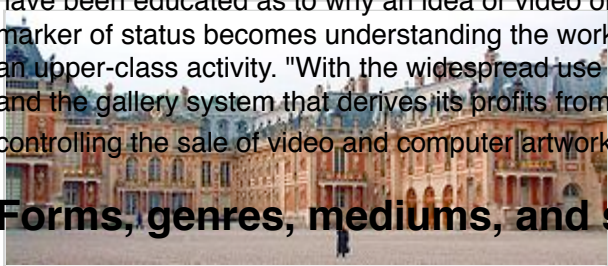 have been educated as to why an idea or video or
marker of status becomes understanding the work
an upper-class activity. "With the widespread use
and the gallery system that derives its profits from
controlling the sale of video and computer artwork
Forms, genres, mediums, and